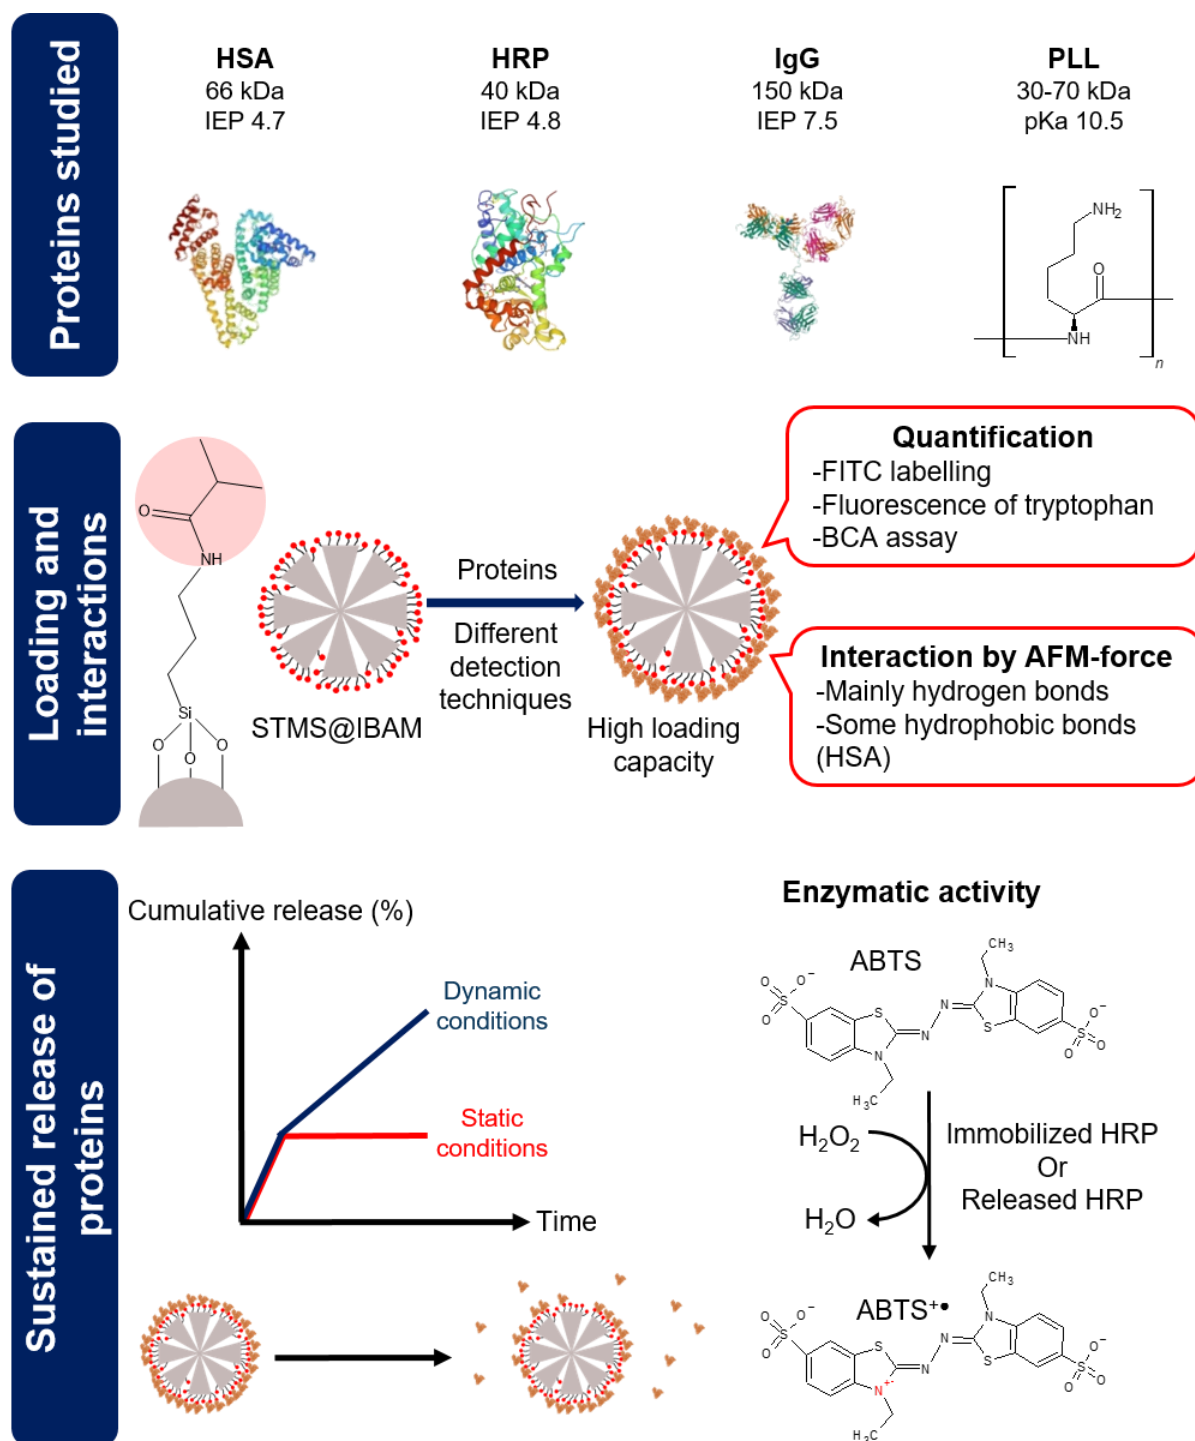 Proteins studied
HSA
66 kDa
IEP 4.7
HRP
40 kDa
IEP 4.8
IgG
150 kDa
IEP 7.5
PLL
30-70 kDa
pKa 10.5
NH₂
O
NH
n
Loading and
interactions
O
NH
Si
O
O
O
STMS@IBAM
Proteins
Different
detection
techniques
High loading
capacity
Quantification
-FITC labelling
-Fluorescence of tryptophan
-BCA assay
Interaction by AFM-force
-Mainly hydrogen bonds
-Some hydrophobic bonds
(HSA)
Sustained release of
proteins
Cumulative release (%)
Dynamic
conditions
Static
conditions
Time
Enzymatic activity
ABTS
CH₃
O
O⁻
S
O
S
N
N
N
N
S
O⁻
S
O
O
H₃C
H₂O₂
H₂O
Immobilized HRP
Or
Released HRP
ABTS⁺•
CH₃
O
O⁻
S
O
S
N
N
N
N⁺·
S
O⁻
S
O
O
H₃C